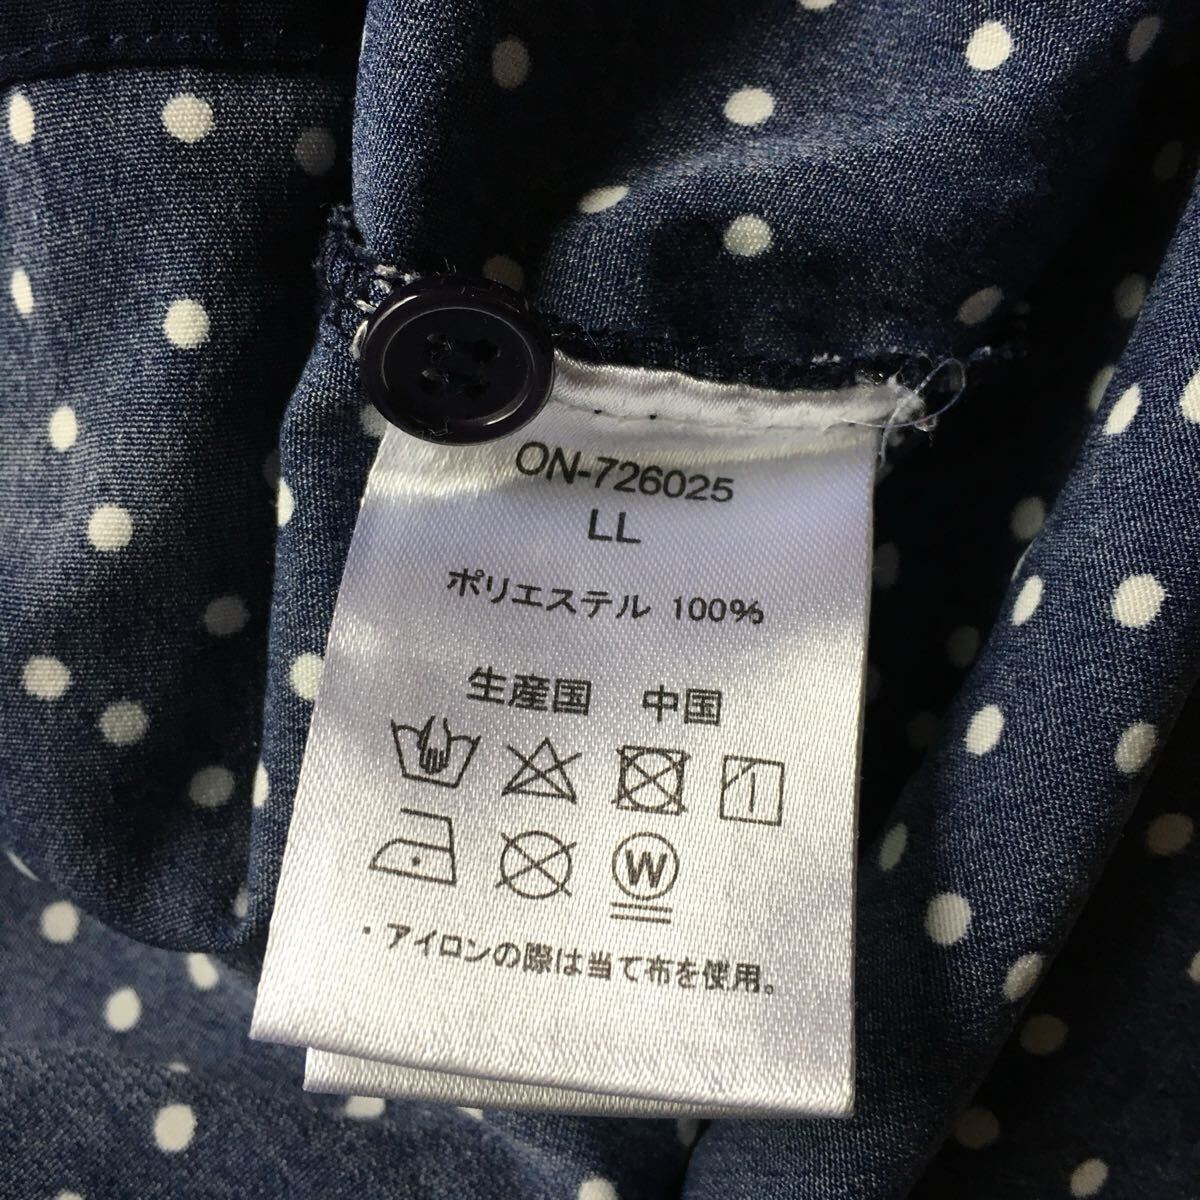 ON-726025
LL
ポリエステル 100%
生産国 中国
W
・アイロンの際は当て布を使用。